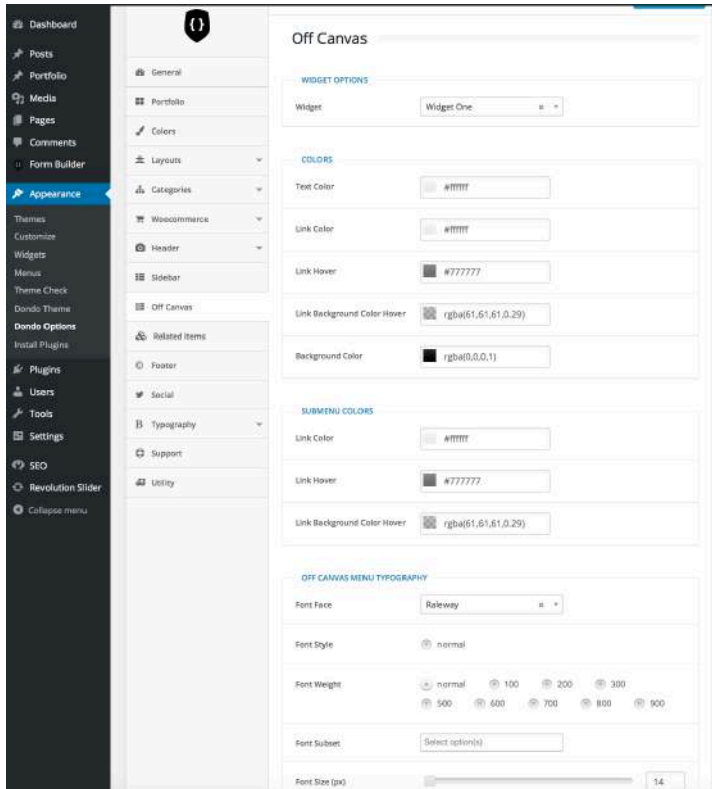 Dashboard
Posts
Portfolio
Media
Pages
Comments
Form Builder
Appearance
Themes
Customize
Widgets
Menus
Theme Check
Dondo Theme
Dondo Options
Install Plugins
Plugins
Users
Tools
Settings
SEO
Revolution Slider
Collapse menu
{ }
General
Portfolio
Colors
Layouts
Categories
Woocommerce
Header
Sidebar
Off Canvas
Related Items
Footer
Social
Typography
Support
Utility
Off Canvas
WIDGET OPTIONS
Widget Widget One
COLORS
Text Color #ffffff
Link Color #ffffff
Link Hover #777777
Link Background Color Hover rgba(61,61,61,0.29)
Background Color rgba(0,0,0,1)
SUBMENU COLORS
Link Color #ffffff
Link Hover #777777
Link Background Color Hover rgba(61,61,61,0.29)
OFF CANVAS MENU TYPOGRAPHY
Font Face Raleway
Font Style normal
Font Weight normal 100 200 300
500 600 700 800 900
Font Subset Select option(s)
Font Size (px) 14